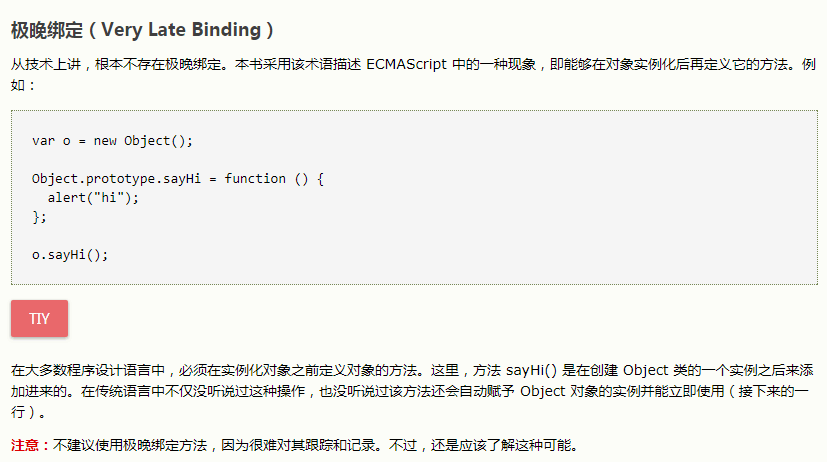 极晚绑定（Very Late Binding）
从技术上讲，根本不存在极晚绑定。本书采用该术语描述 ECMAScript 中的一种现象，即能够在对象实例化后再定义它的方法。例
如：
var o = new Object();
Object.prototype.sayHi = function () {
  alert("hi");
};
o.sayHi();
TIY
在大多数程序设计语言中，必须在实例化对象之前定义对象的方法。这里，方法 sayHi() 是在创建 Object 类的一个实例之后来添
加进来的。在传统语言中不仅没听说过这种操作，也没听说过该方法还会自动赋予 Object 对象的实例并能立即使用（接下来的一
行）。
注意：不建议使用极晚绑定方法，因为很难对其跟踪和记录。不过，还是应该了解这种可能。